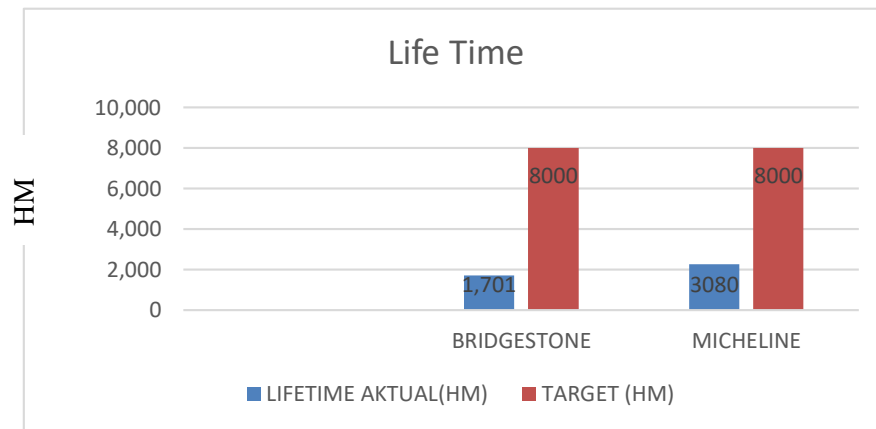 Life Time
HM
10,000
8,000
6,000
4,000
2,000
0
8000
8000
1,701
3080
BRIDGESTONE
MICHELINE
LIFETIME AKTUAL(HM)
TARGET (HM)